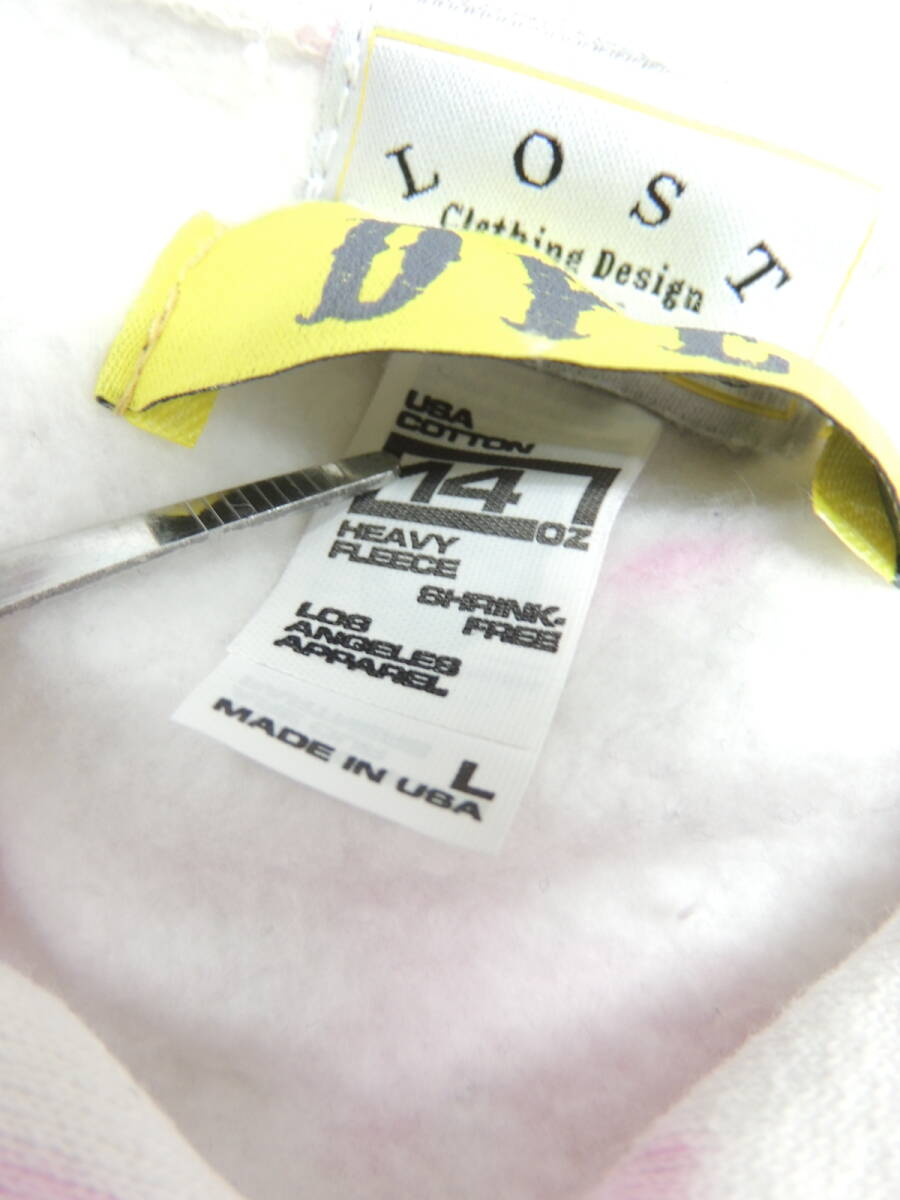 LOST
Clothing Design
USA
COTTON
14
OZ
HEAVY
FLEECE
SHRINK-
FREE
LOS
ANGELES
APPAREL
L
MADE IN USA